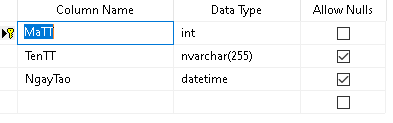 Column Name Data Type Allow Nulls
MaTT int
TenTT nvarchar(255)
NgayTao datetime